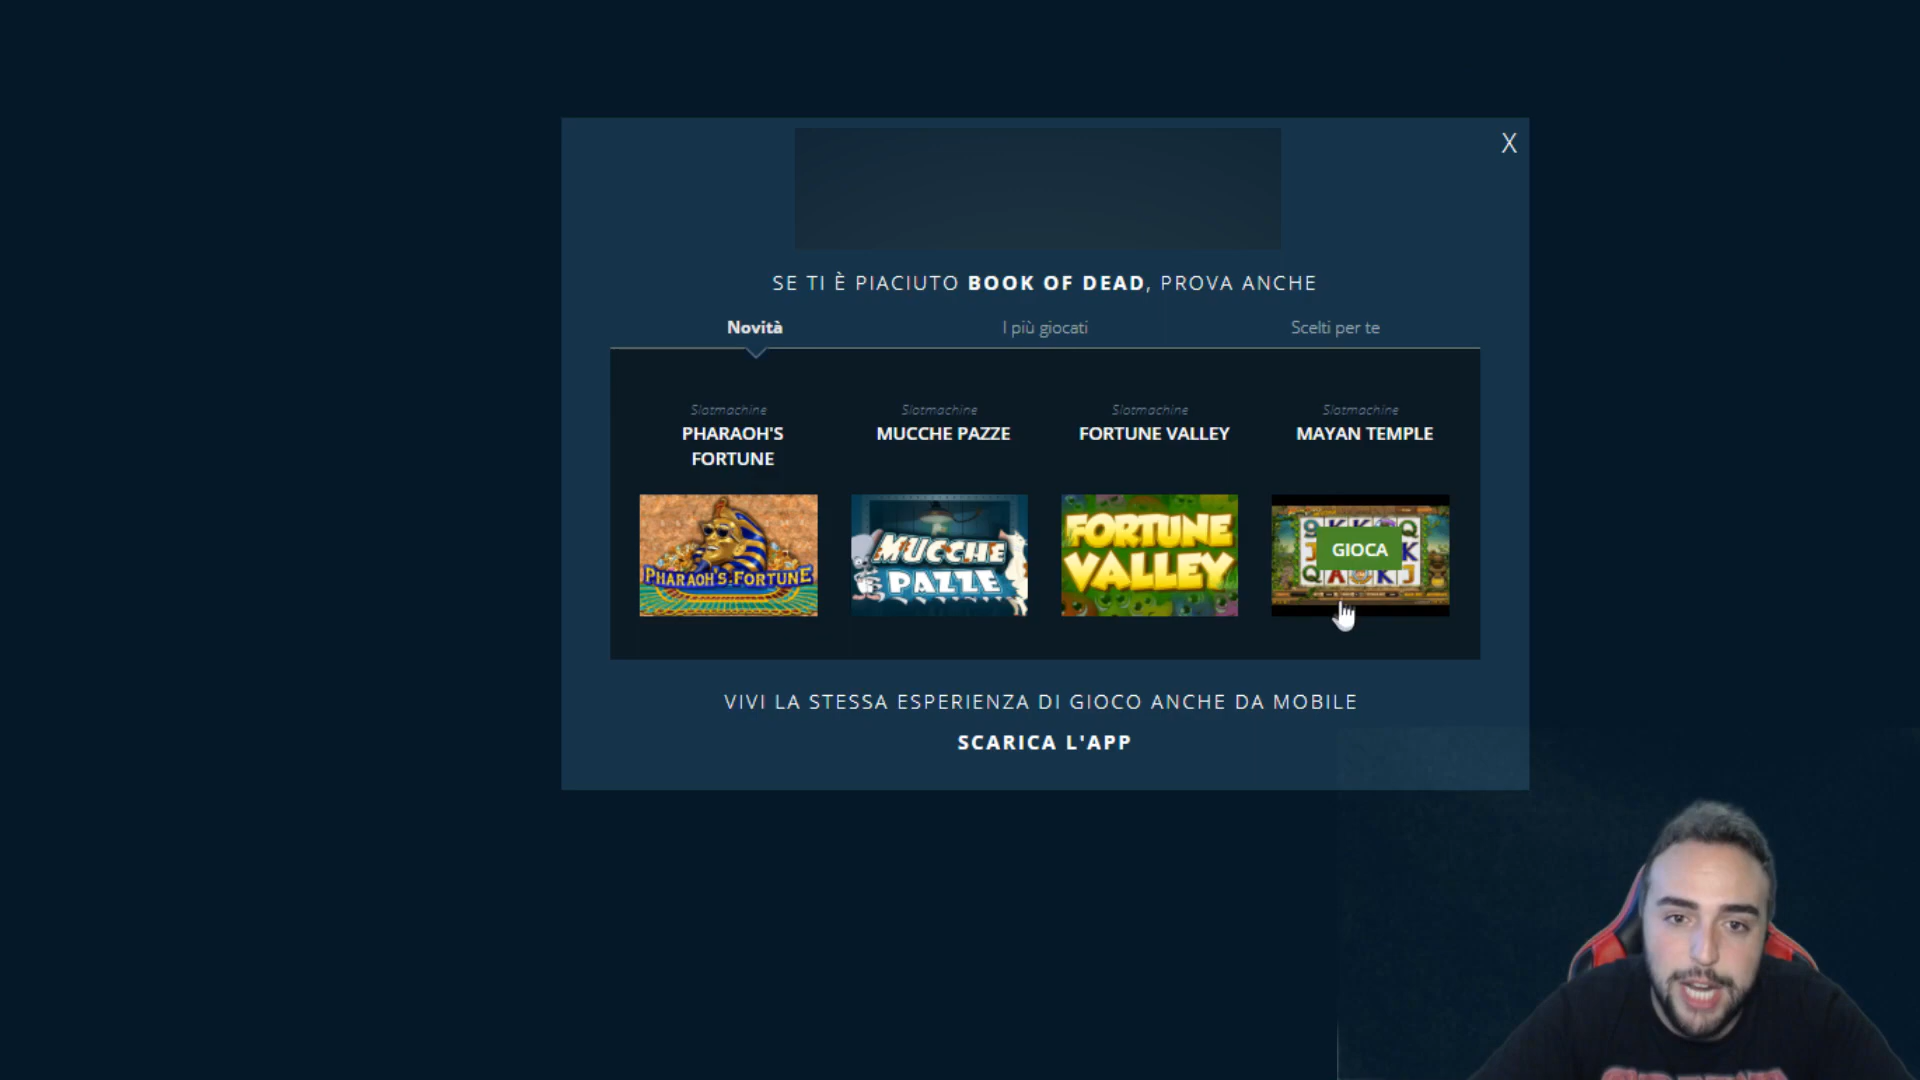 X
SE TI È PIACIUTO BOOK OF DEAD, PROVA ANCHE
Novità
I più giocati
Scelti per te
Slotmachine
PHARAOH'S
FORTUNE
Slotmachine
MUCCHE PAZZE
Slotmachine
FORTUNE VALLEY
Slotmachine
MAYAN TEMPLE
PHARAOH'S FORTUNE
MUCCHE
PAZZE
FORTUNE
VALLEY
GIOCA
VIVI LA STESSA ESPERIENZA DI GIOCO ANCHE DA MOBILE
SCARICA L'APP